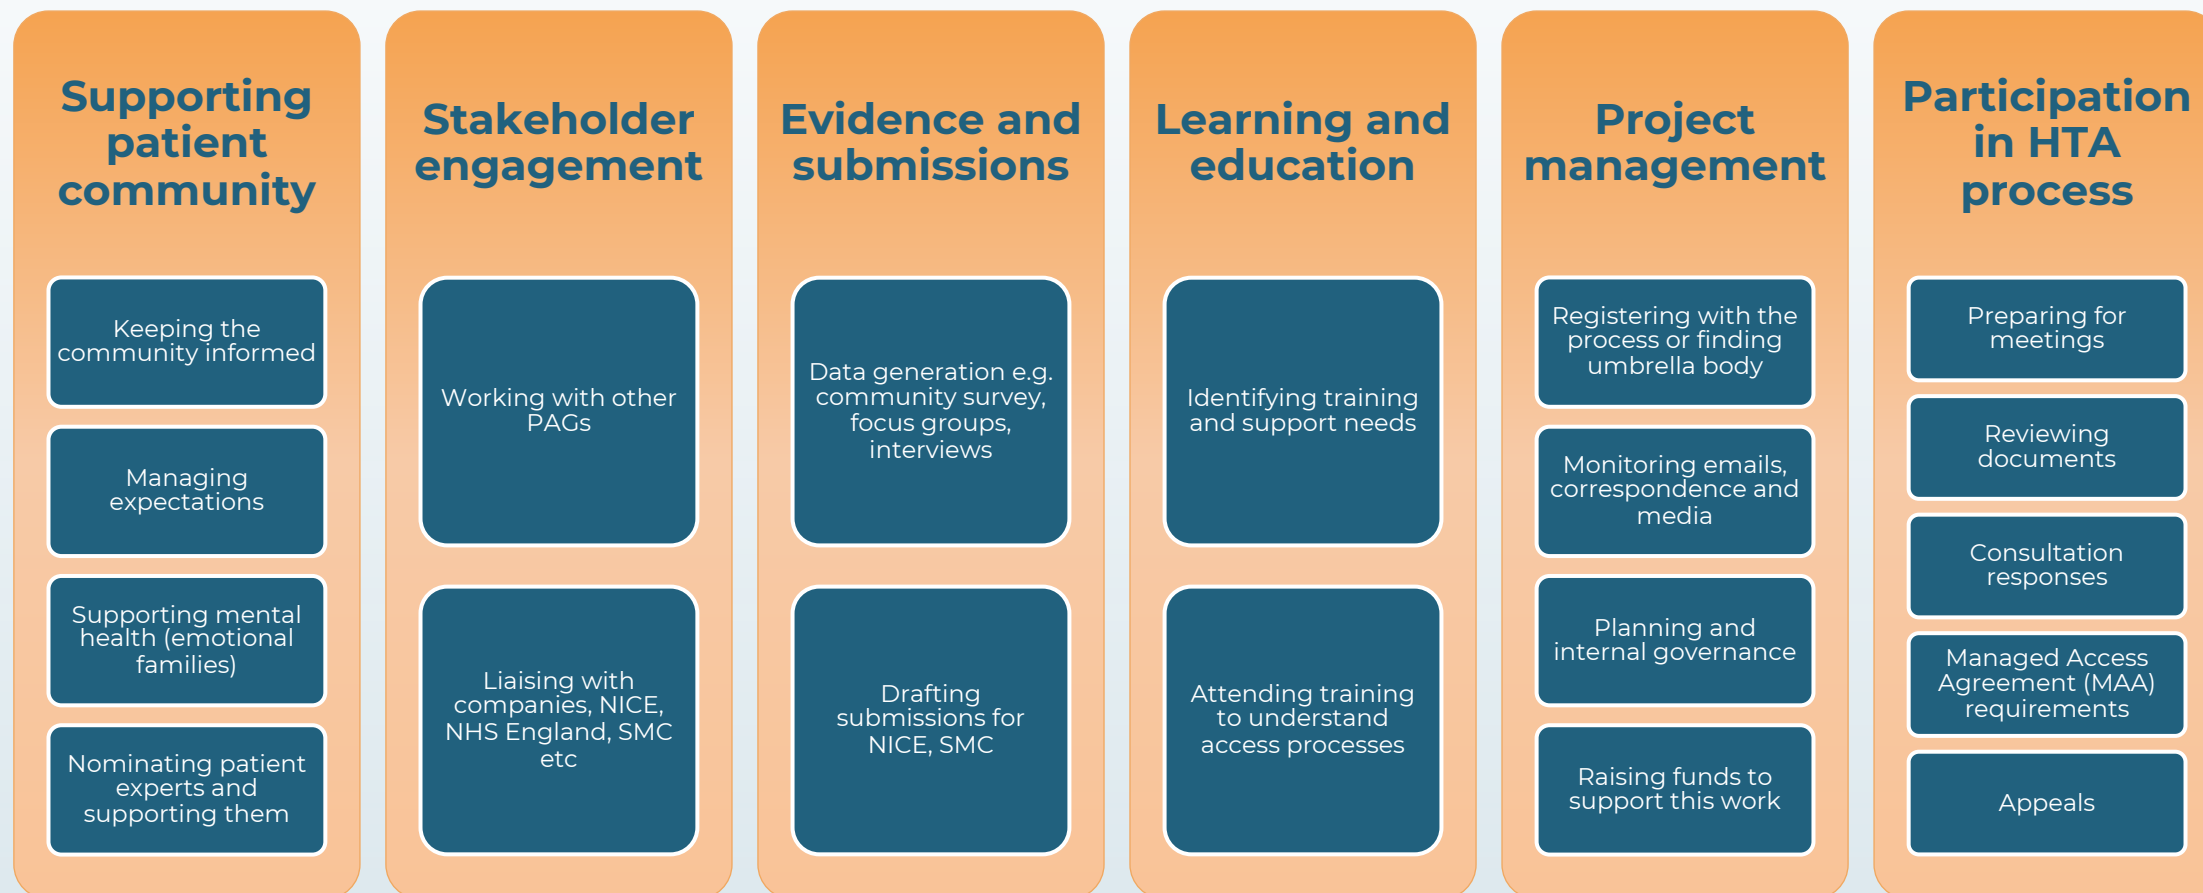 Supporting
patient
community
Keeping the
community informed
Managing
expectations
Supporting mental
health (emotional
families)
Nominating patient
experts and
supporting them
Stakeholder
engagement
Working with other
PAGs
Liaising with
companies, NICE,
NHS England, SMC
etc
Evidence and
submissions
Data generation e.g.
community survey,
focus groups,
interviews
Drafting
submissions for
NICE, SMC
Learning and
education
Identifying training
and support needs
Attending training
to understand
access processes
Project
management
Registering with the
process or finding
umbrella body
Monitoring emails,
correspondence and
media
Planning and
internal governance
Raising funds to
support this work
Participation
in HTA
process
Preparing for
meetings
Reviewing
documents
Consultation
responses
Managed Access
Agreement (MAA)
requirements
Appeals